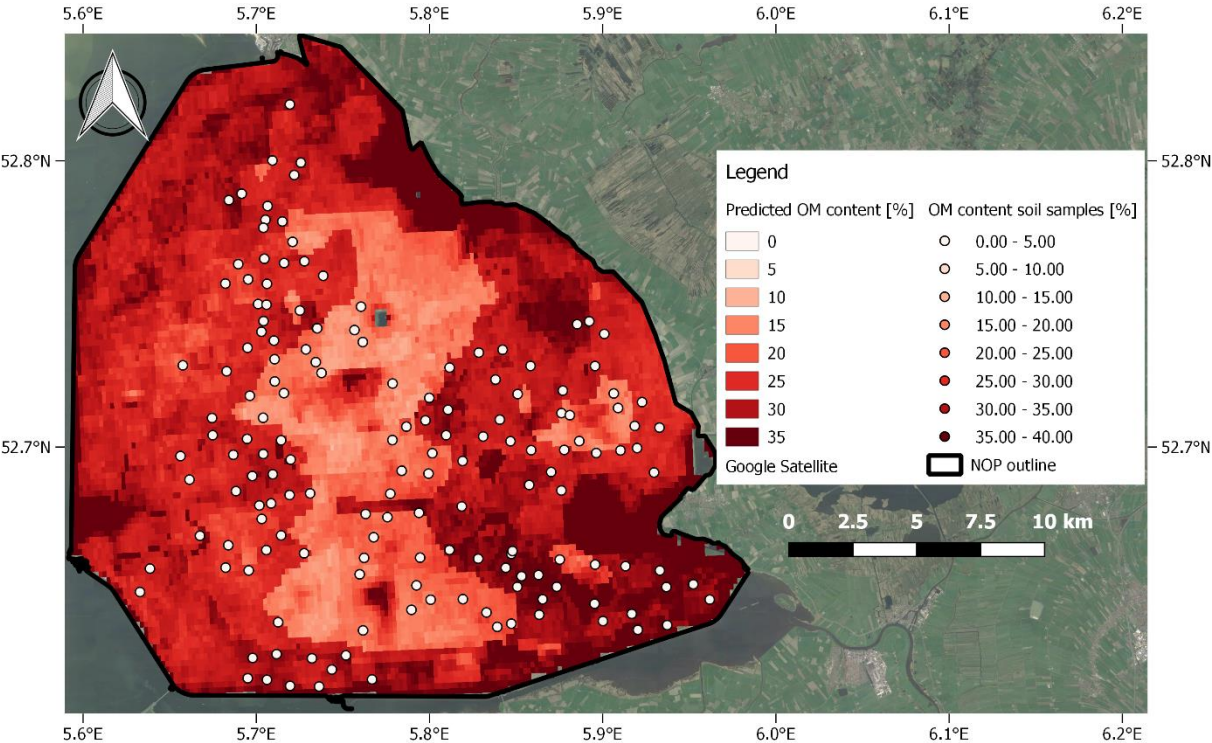 5.6°E 5.7°E 5.8°E 5.9°E 6.0°E 6.1°E 6.2°E
52.8°N 52.8°N
Legend
Predicted OM content [%] OM content soil samples [%]
0 0.00 - 5.00
5 5.00 - 10.00
10 10.00 - 15.00
15 15.00 - 20.00
20 20.00 - 25.00
25 25.00 - 30.00
30 30.00 - 35.00
35 35.00 - 40.00
Google Satellite NOP outline
52.7°N 52.7°N
0 2.5 5 7.5 10 km
5.6°E 5.7°E 5.8°E 5.9°E 6.0°E 6.1°E 6.2°E